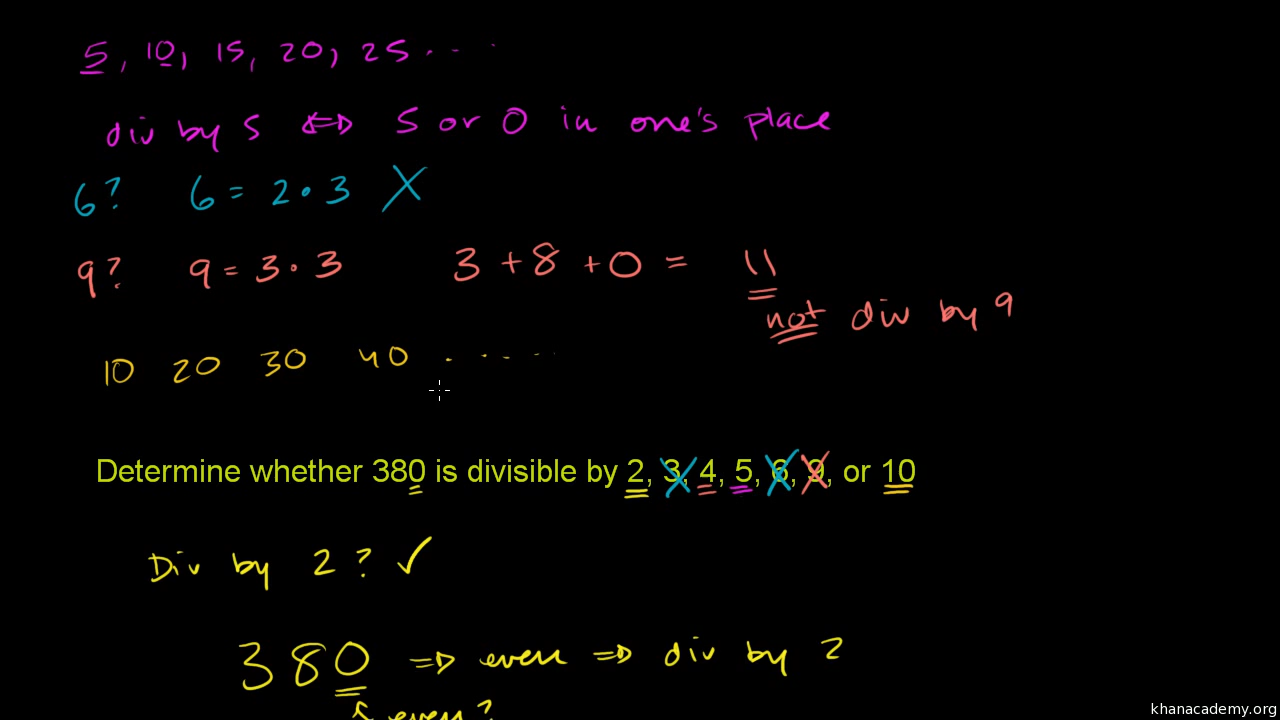 5, 10, 15, 20, 25 . . . .
div by 5 ⇔ 5 or 0 in one's place
6? 6 = 2 · 3 X
9? 9 = 3 · 3 3 + 8 + 0 = 11
not div by 9
10 20 30 40 . . . . .
Determine whether 380 is divisible by 2, 3, 4, 5, 6, 9, or 10
Div by 2? ✓
380 ⇒ even ⇒ div by 2
even?
khanacademy.org